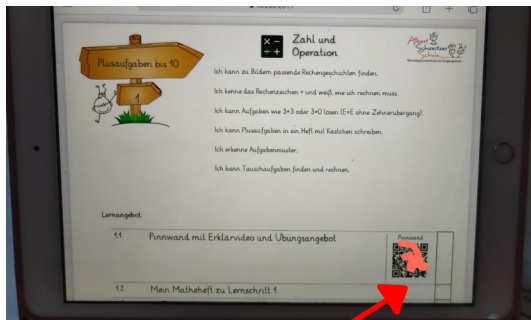 Zahl und
Operation
Albert
Schweitzer
Schule
Plusaufgaben bis 10
1
Ich kann zu Bildern passende Rechengeschichten finden.
Ich kenne das Rechenzeichen + und weiß, wie ich rechnen muss.
Ich kann Aufgaben wie 3+3 oder 3+0 lösen (E+E ohne Zehnerübergang).
Ich kann Plusaufgaben in ein Heft mit Kästchen schreiben.
Ich erkenne Aufgabenmuster.
Ich kann Tauschaufgaben finden und rechnen.
Lernangebot:
1.1 Pinnwand mit Erklärvideo und Übungsangebot
Pinnwand
1.2 Mein Matheheft zu Lernschritt 1